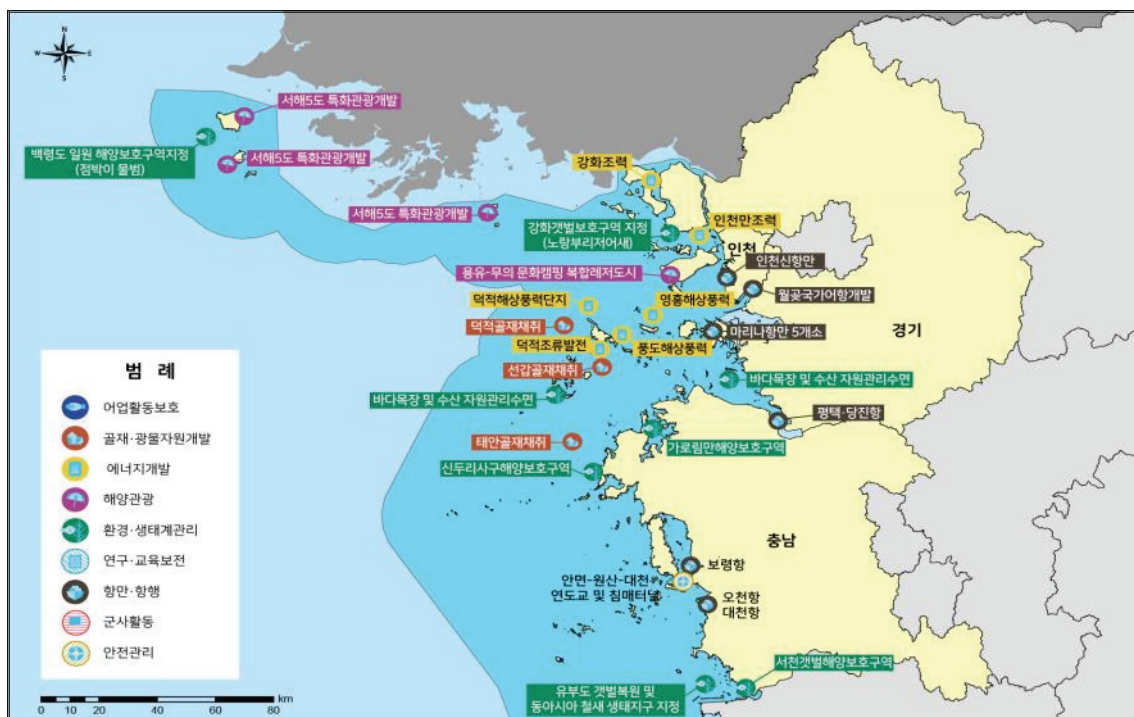 N
W E
S
서해5도 특화관광개발
백령도 일원 해양보호구역지정
(점박이 물범)
서해5도 특화관광개발
서해5도 특화관광개발
강화조력
강화갯벌보호구역 지정
(노랑부리저어새)
인천만조력
인천
인천신항만
용유-무의 문화캠핑 복합레저도시
월곶국가어항개발
덕적해상풍력단지
영흥해상풍력
덕적골재채취
마리나항만 5개소
경기
덕적조류발전
풍도해상풍력
선갑골재채취
바다목장 및 수산 자원관리수면
바다목장 및 수산 자원관리수면
평택·당진항
태안골재채취
가로림만해양보호구역
신두리사구해양보호구역
충남
보령항
안면-원산-대천
연도교 및 침매터널
오천항
대천항
서천갯벌해양보호구역
유부도 갯벌복원 및
동아시아 철새 생태지구 지정
범 례
어업활동보호
골재·광물자원개발
에너지개발
해양관광
환경·생태계관리
연구·교육보전
항만·항행
군사활동
안전관리
km
0 10 20 40 60 80